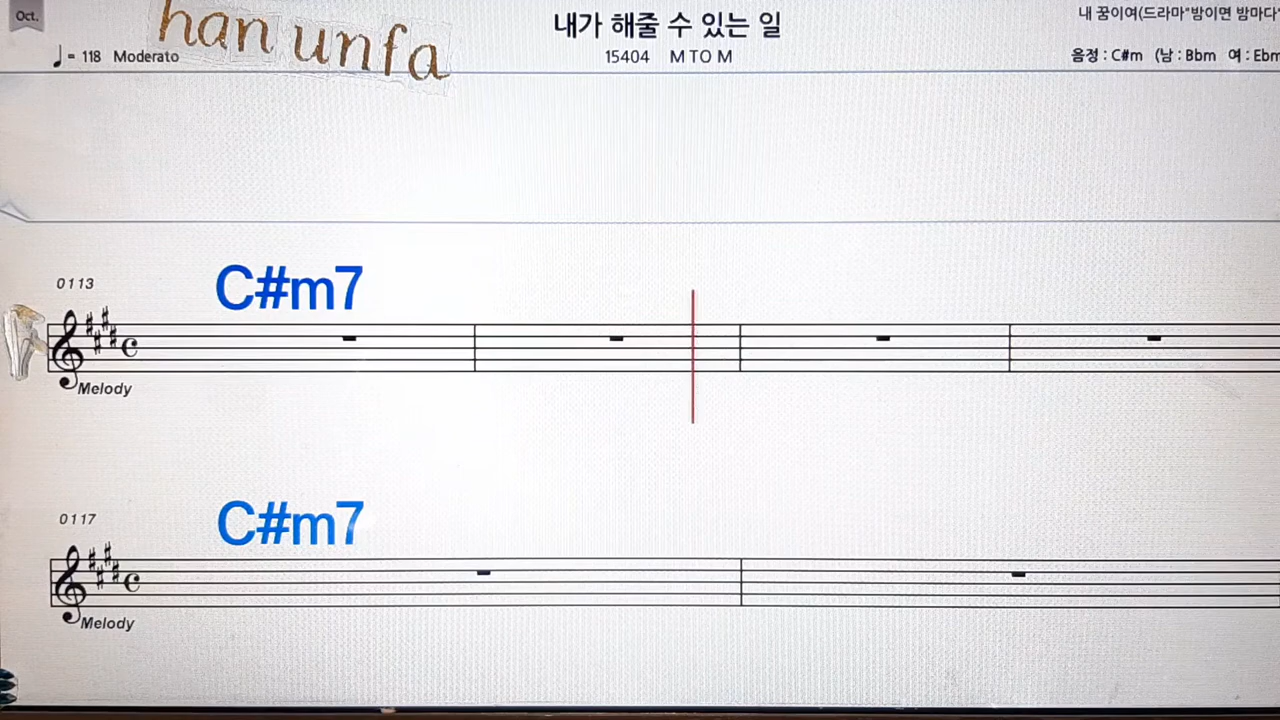 Oct.
han unfa
내가 해줄 수 있는 일
내 꿈이여(드라마"밤이면 밤마다"
♩= 118 Moderato
15404 M TO M
음정 : C#m (남 : Bbm 여 : Ebm
0113
C#m7
Melody
0117
C#m7
Melody